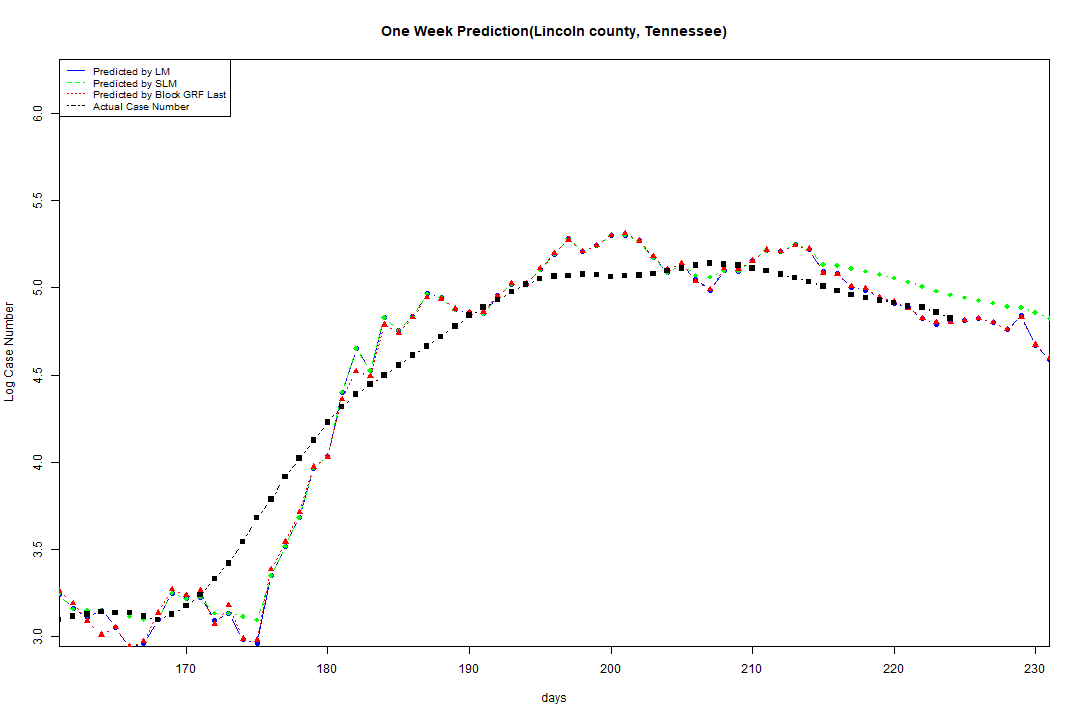 One Week Prediction(Lincoln county, Tennessee)
Predicted by LM
Predicted by SLM
Predicted by Block GRF Last
Actual Case Number
6.0
5.5
5.0
4.5
4.0
3.5
3.0
Log Case Number
170 180 190 200 210 220 230
days